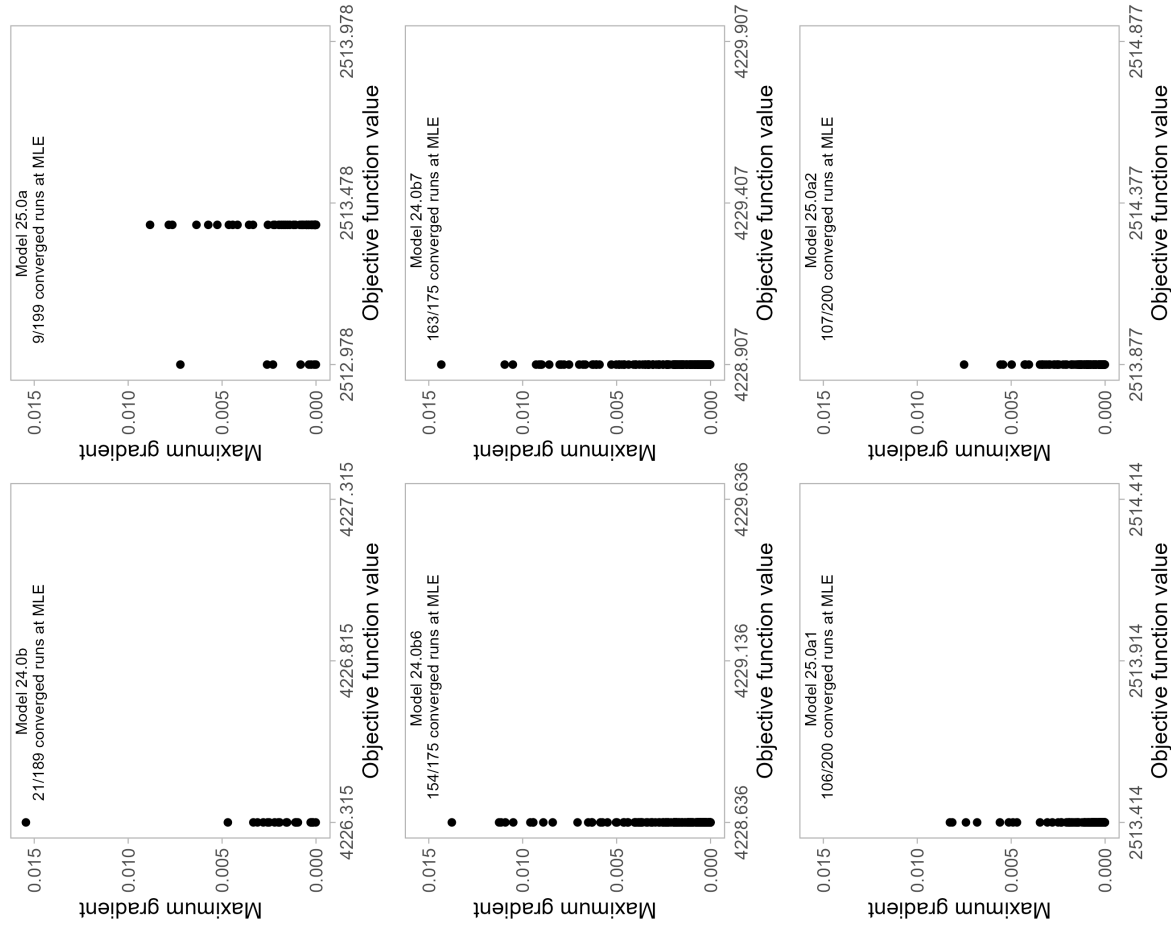 Model 24.0b
21/189 converged runs at MLE
0.015
0.010
0.005
0.000
Maximum gradient
4226.315
4226.815
4227.315
Objective function value
Model 25.0a
9/199 converged runs at MLE
0.015
0.010
0.005
0.000
Maximum gradient
2512.978
2513.478
2513.978
Objective function value
Model 24.0b6
154/175 converged runs at MLE
0.015
0.010
0.005
0.000
Maximum gradient
4228.636
4229.136
4229.636
Objective function value
Model 24.0b7
163/175 converged runs at MLE
0.015
0.010
0.005
0.000
Maximum gradient
4228.907
4229.407
4229.907
Objective function value
Model 25.0a1
106/200 converged runs at MLE
0.015
0.010
0.005
0.000
Maximum gradient
2513.414
2513.914
2514.414
Objective function value
Model 25.0a2
107/200 converged runs at MLE
0.015
0.010
0.005
0.000
Maximum gradient
2513.877
2514.377
2514.877
Objective function value